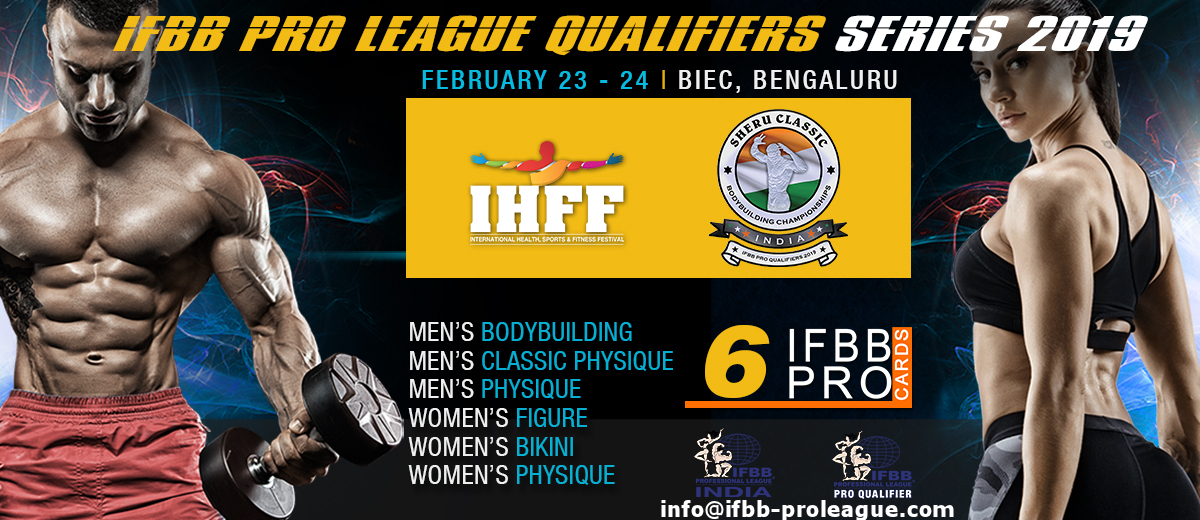 IFBB PRO LEAGUE QUALIFIERS SERIES 2019
FEBRUARY 23 - 24 | BIEC, BENGALURU
IHFF
INTERNATIONAL HEALTH, SPORTS & FITNESS FESTIVAL
SHERU CLASSIC
BODYBUILDING CHAMPIONSHIPS
INDIA
IFBB PRO QUALIFIERS 2019
MEN'S BODYBUILDING
MEN'S CLASSIC PHYSIQUE
MEN'S PHYSIQUE
WOMEN'S FIGURE
WOMEN'S BIKINI
WOMEN'S PHYSIQUE
6 IFBB PRO CARDS
IFBB
PROFESSIONAL LEAGUE
INDIA
IFBB
PROFESSIONAL LEAGUE
PRO QUALIFIER
info@ifbb-proleague.com